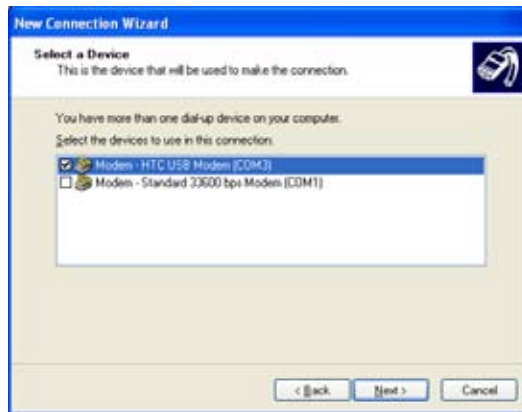 New Connection Wizard
Select a Device
This is the device that will be used to make the connection.
You have more than one dial-up device on your computer.
Select the devices to use in this connection.
Modem - HTC USB Modem (COM3)
Modem - Standard 33600 bps Modem (COM1)
< Back
Next >
Cancel